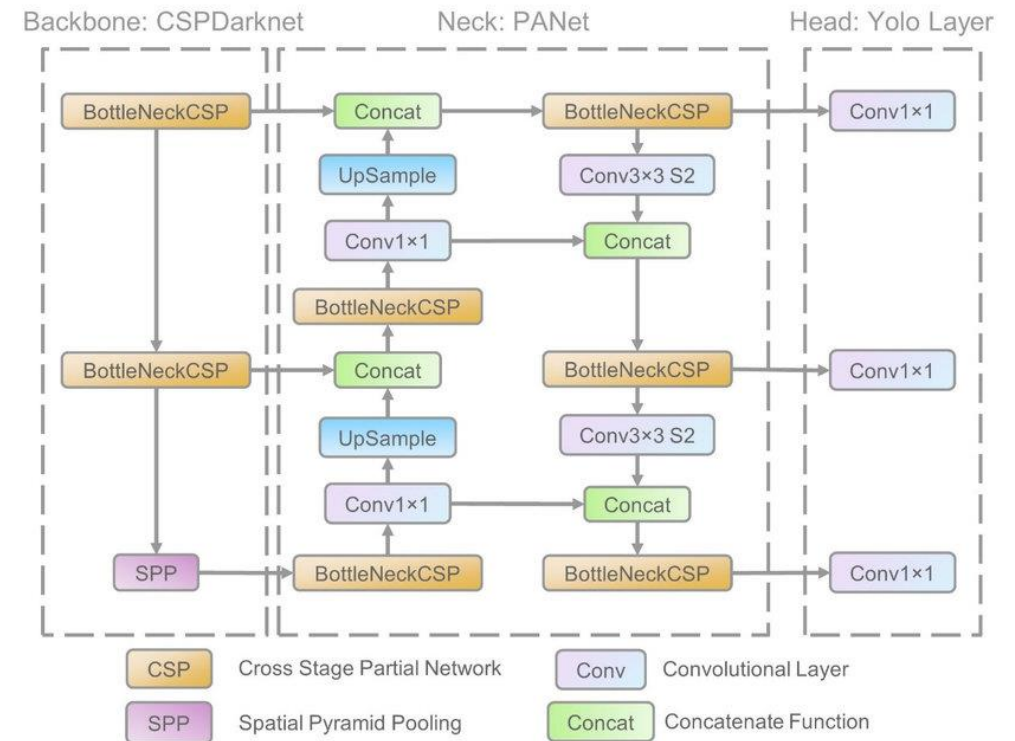 Backbone: CSPDarknet
Neck: PANet
Head: Yolo Layer
BottleNeckCSP
Concat
BottleNeckCSP
Conv1×1
UpSample
Conv3×3 S2
Conv1×1
Concat
BottleNeckCSP
BottleNeckCSP
Concat
BottleNeckCSP
Conv1×1
UpSample
Conv3×3 S2
Conv1×1
Concat
SPP
BottleNeckCSP
BottleNeckCSP
Conv1×1
CSP
Cross Stage Partial Network
Conv
Convolutional Layer
SPP
Spatial Pyramid Pooling
Concat
Concatenate Function